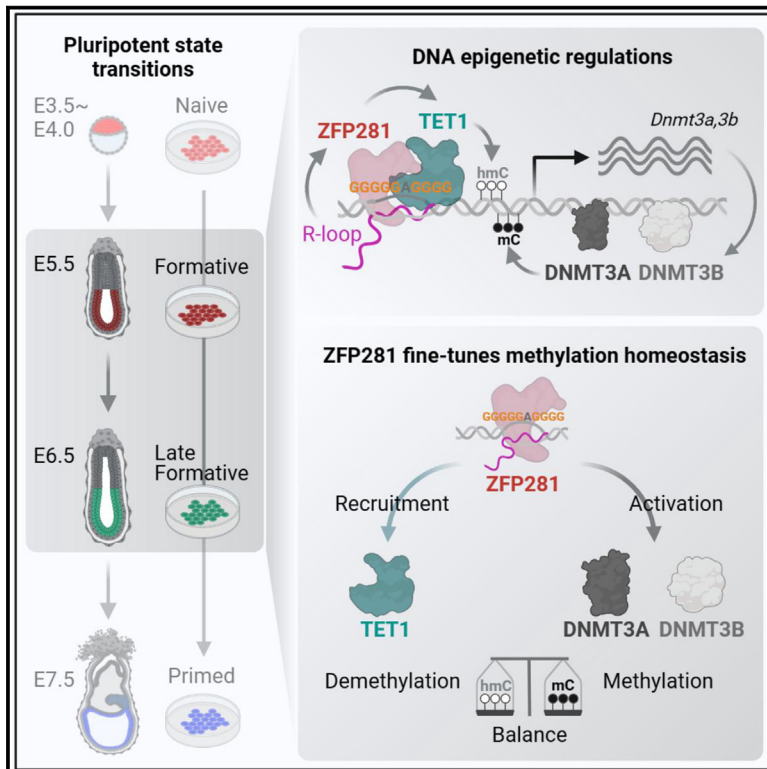 Pluripotent state
transitions
E3.5~
E4.0
Naive
E5.5
Formative
E6.5
Late
Formative
E7.5
Primed
DNA epigenetic regulations
ZFP281
TET1
Dnmt3a,3b
hmC
GGGGGAGGGG
R-loop
mC
DNMT3A DNMT3B
ZFP281 fine-tunes methylation homeostasis
GGGGGAGGGG
ZFP281
Recruitment
Activation
TET1
DNMT3A DNMT3B
Demethylation
hmC
mC
Methylation
Balance